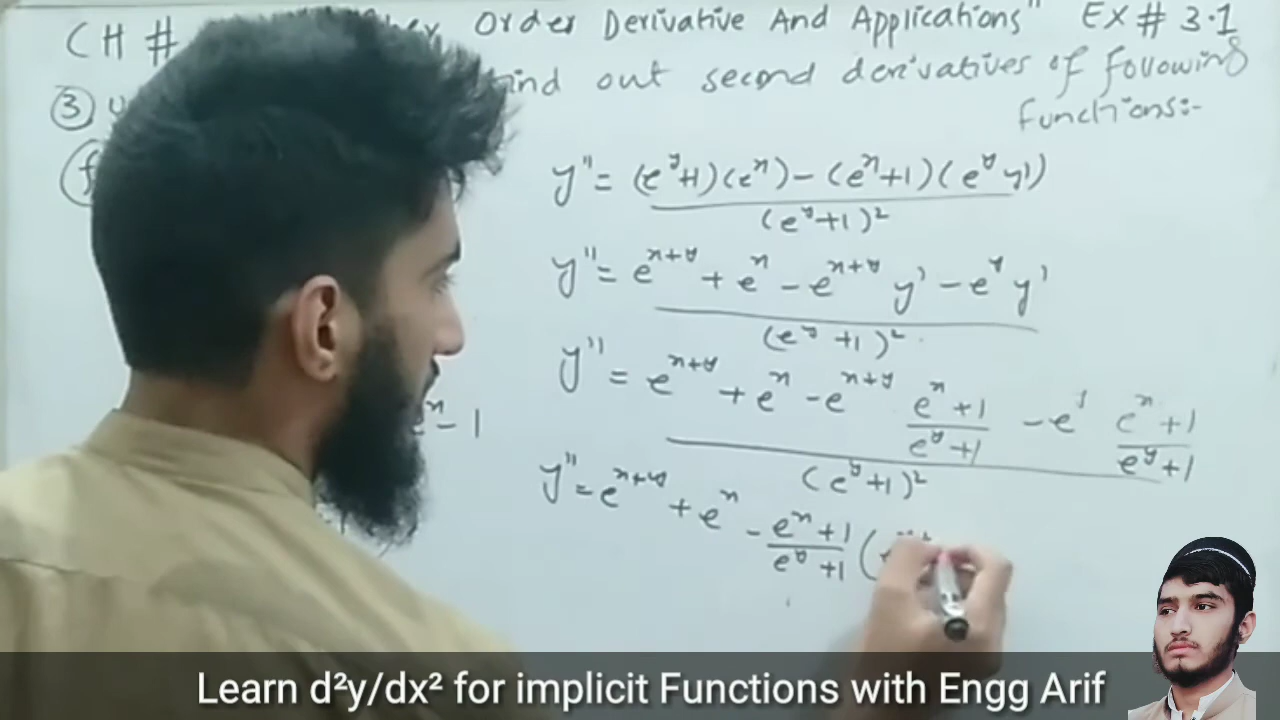 CH # Order Derivative And Applications" EX # 3.1
③ find out second derivatives of following
functions:-
(f
y'' = (e^y+1)(e^x) - (e^x+1)(e^y y') / (e^y+1)²
y'' = e^(x+y) + e^x - e^(x+y) y' - e^y y' / (e^y+1)²
y'' = e^(x+y) + e^x - e^(x+y) (e^x+1)/(e^y+1) - e^y (e^x+1)/(e^y+1) / (e^y+1)²
x - 1
y'' = e^(x+y) + e^x - (e^x+1)/(e^y+1) (
Learn d²y/dx² for implicit Functions with Engg Arif